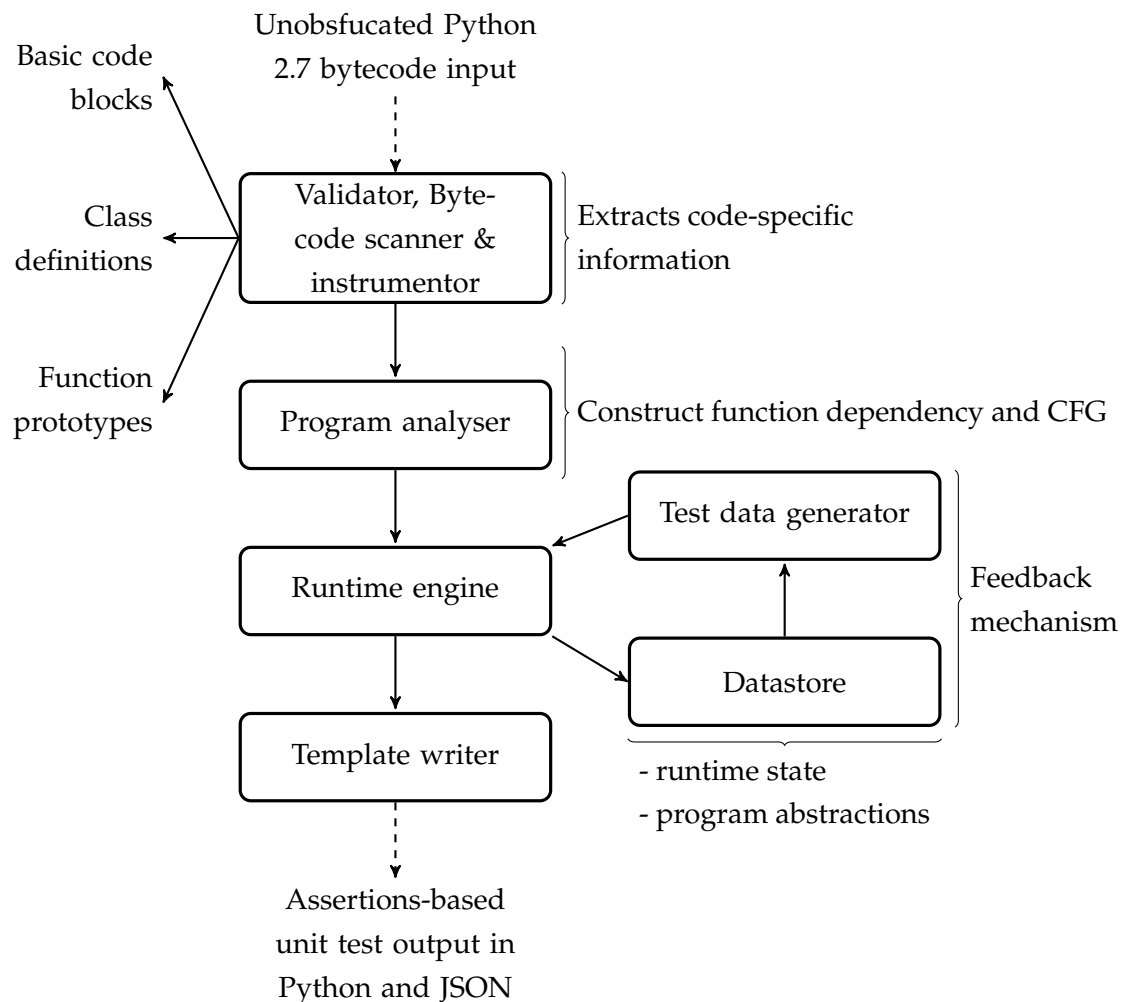 Unobsfucated Python
2.7 bytecode input
Basic code
blocks
Class
definitions
Function
prototypes
Validator, Byte-
code scanner &
instrumentor
Extracts code-specific
information
Program analyser
Construct function dependency and CFG
Test data generator
Runtime engine
Feedback
mechanism
Datastore
- runtime state
- program abstractions
Template writer
Assertions-based
unit test output in
Python and JSON